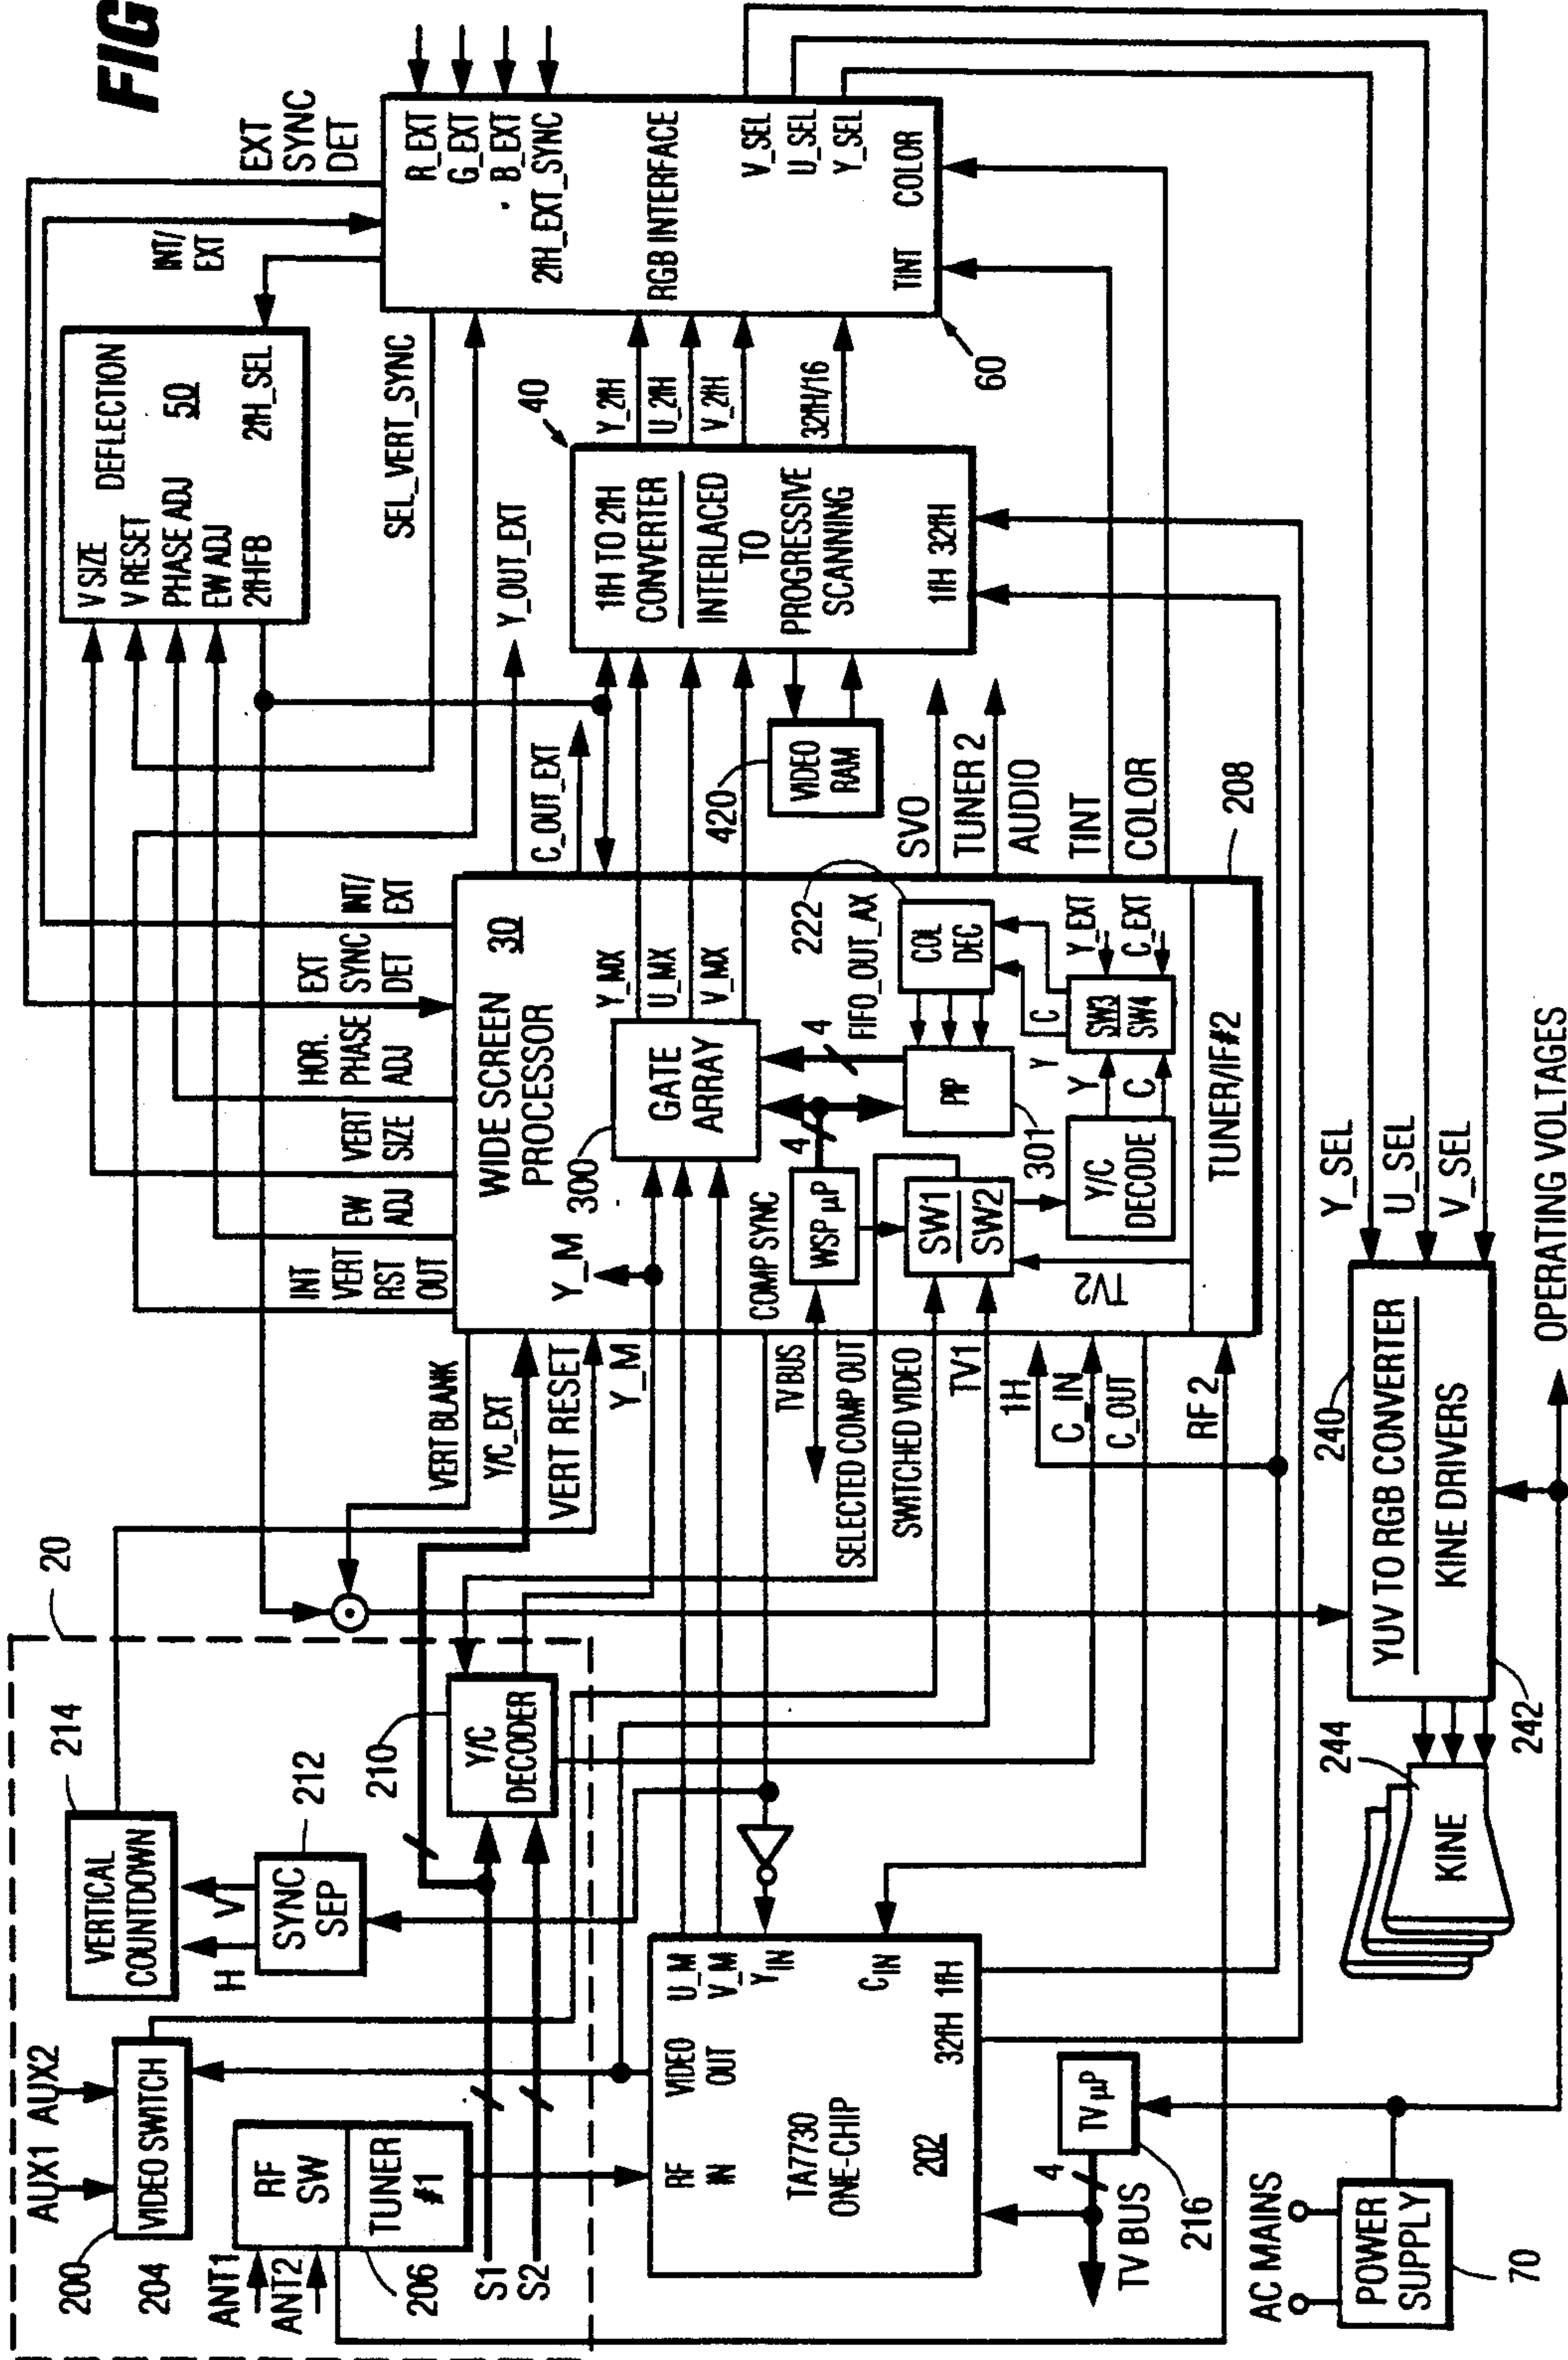 FIG
EXT
SYNC
DET
INT/
EXT
R_EXT
G_EXT
B_EXT
2fH_EXT_SYNC
RGB INTERFACE
V_SEL
U_SEL
Y_SEL
TINT
COLOR
60
DEFLECTION
50
V SIZE
V RESET
PHASE ADJ
EW ADJ
2fHFB
2fH_SEL
SEL_VERT_SYNC
Y_OUT_EXT
C_OUT_EXT
40
1fH TO 2fH
CONVERTER
INTERLACED
TO
PROGRESSIVE
SCANNING
1fH 32fH
Y_2fH
U_2fH
V_2fH
32fH/16
VIDEO
RAM
420
SVO
TUNER 2
AUDIO
TINT
COLOR
208
INT
VERT
RST
OUT
EW
ADJ
VERT
SIZE
HOR.
PHASE
ADJ
EXT
SYNC
DET
INT/
EXT
WIDE SCREEN
PROCESSOR
30
Y_M
300
GATE
ARRAY
Y_MX
U_MX
V_MX
COMP SYNC
WSP µP
4
4
FIFO_OUT_AX
222
COL
DEC
PIP
301
SW1
SW2
Y/C
DECODE
Y
C
Y
C
SW3
SW4
Y_EXT
C_EXT
TV2
TUNER/IF#2
VERT BLANK
Y/C_EXT
VERT RESET
Y_M
TV BUS
SELECTED COMP OUT
SWITCHED VIDEO
TV1
1H
C_IN
C_OUT
RF 2
20
214
VERTICAL
COUNTDOWN
H
V
SYNC
SEP
212
210
Y/C
DECODER
AUX1 AUX2
VIDEO SWITCH
200
204
ANT1
ANT2
RF
SW
TUNER
#1
206
S1
S2
RF
IN
VIDEO
OUT
U_M
V_M
YIN
CIN
TA7730
ONE-CHIP
202
32fH 1fH
TV µP
4
TV BUS
216
AC MAINS
POWER
SUPPLY
70
KINE
244
242
240
YUV TO RGB CONVERTER
KINE DRIVERS
Y_SEL
U_SEL
V_SEL
OPERATING VOLTAGES